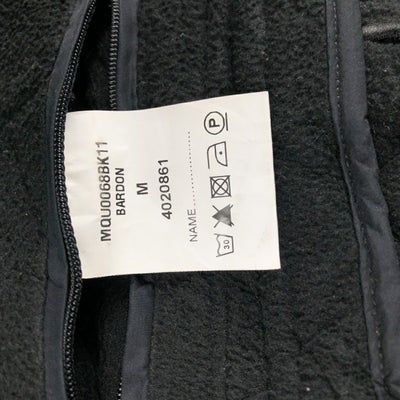 MQU0068BK11
BARDON
M
4020861
NAME..................
30
P